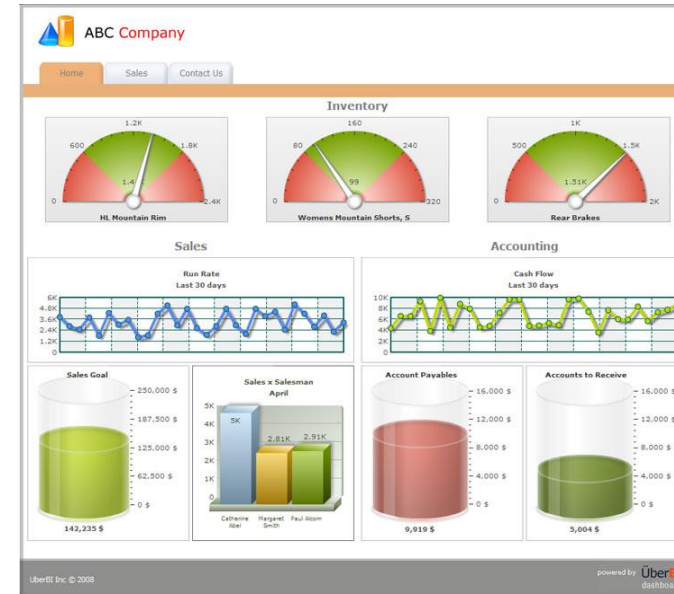 ABC Company
Home Sales Contact Us
Inventory
1.2K
600 1.8K
0 2.4K
HL Mountain Rim
160
80 240
99
0 320
Womens Mountain Shorts, S
1K
500 1.5K
1.51K
0 2K
Rear Brakes
Sales
Run Rate
Last 30 days
6K
4.8K
3.6K
2.4K
1.2K
0
Accounting
Cash Flow
Last 30 days
10K
8K
6K
4K
2K
0
Sales Goal
250,000 $
187,500 $
125,000 $
62,500 $
0 $
142,235 $
Sales x Salesman
April
5K
4K
3K
2K
1K
0
5K
2.81K
2.91K
Catherine Abel
Margaret Smith
Paul Alcorn
Account Payables
16,000 $
12,000 $
8,000 $
4,000 $
0 $
9,919 $
Accounts to Receive
16,000 $
12,000 $
8,000 $
4,000 $
0 $
5,004 $
UberBI Inc © 2008
powered by